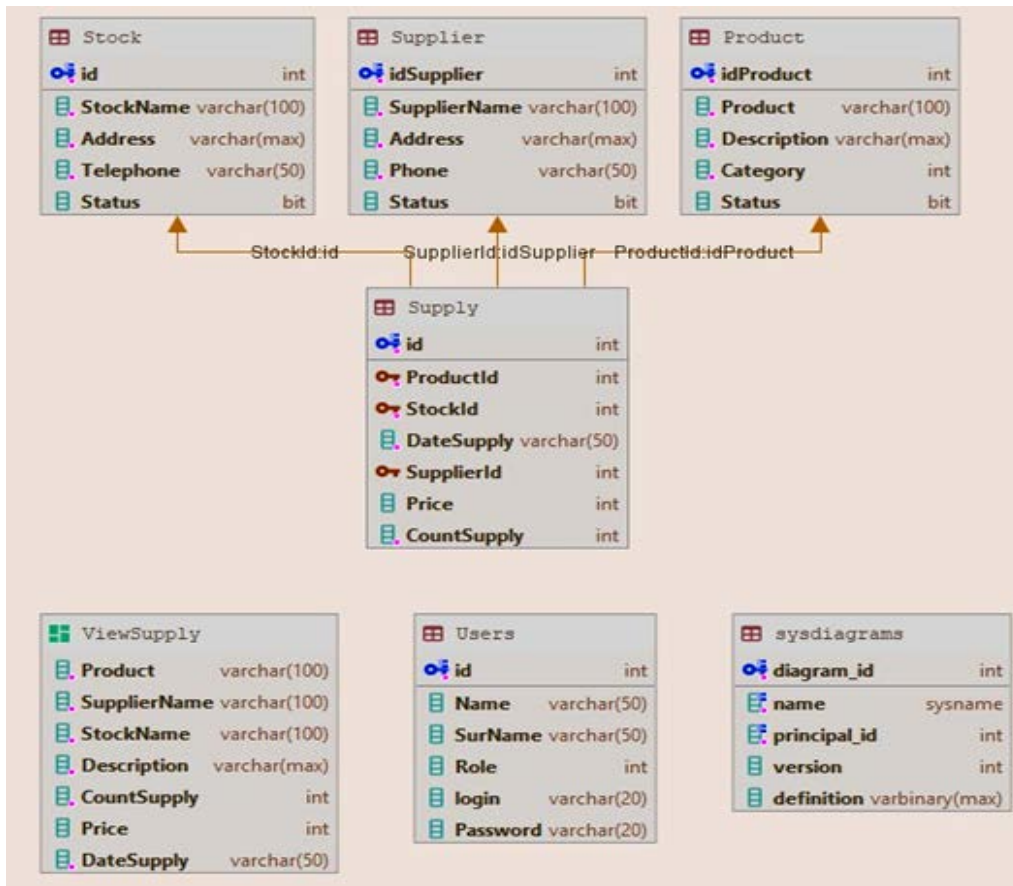 Stock
id int
StockName varchar(100)
Address varchar(max)
Telephone varchar(50)
Status bit
Supplier
idSupplier int
SupplierName varchar(100)
Address varchar(max)
Phone varchar(50)
Status bit
Product
idProduct int
Product varchar(100)
Description varchar(max)
Category int
Status bit
StockId:id
SupplierId:idSupplier
ProductId:idProduct
Supply
id int
ProductId int
StockId int
DateSupply varchar(50)
SupplierId int
Price int
CountSupply int
ViewSupply
Product varchar(100)
SupplierName varchar(100)
StockName varchar(100)
Description varchar(max)
CountSupply int
Price int
DateSupply varchar(50)
Users
id int
Name varchar(50)
SurName varchar(50)
Role int
login varchar(20)
Password varchar(20)
sysdiagrams
diagram_id int
name sysname
principal_id int
version int
definition varbinary(max)